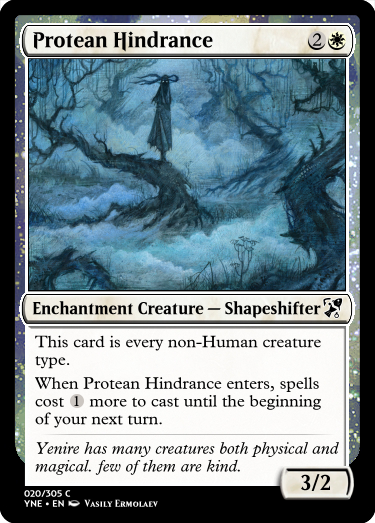 Protean Hindrance 2
Enchantment Creature — Shapeshifter
This card is every non-Human creature
type.
When Protean Hindrance enters, spells
cost 1 more to cast until the beginning
of your next turn.
Yenire has many creatures both physical and
magical. few of them are kind.
3/2
020/305 C
YNE • EN Vasily Ermolaev